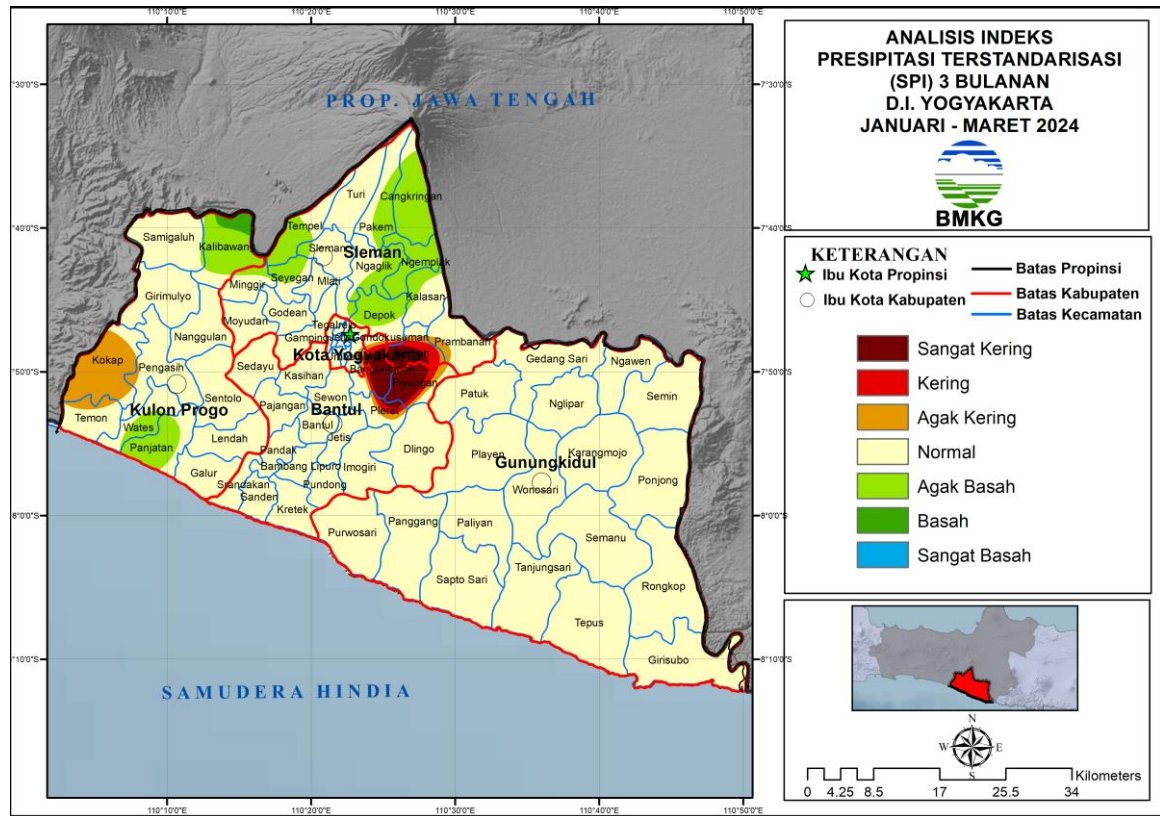 ANALISIS INDEKS
PRESIPITASI TERSTANDARISASI
(SPI) 3 BULANAN
D.I. YOGYAKARTA
JANUARI - MARET 2024
BMKG
KETERANGAN
Ibu Kota Propinsi
Ibu Kota Kabupaten
Batas Propinsi
Batas Kabupaten
Batas Kecamatan
Sangat Kering
Kering
Agak Kering
Normal
Agak Basah
Basah
Sangat Basah
N
W E
S
Kilometers
0 4.25 8.5 17 25.5 34
110°10'0"E 110°20'0"E 110°30'0"E 110°40'0"E 110°50'0"E
7°30'0"S
7°40'0"S
7°50'0"S
8°0'0"S
8°10'0"S
PROP. JAWA TENGAH
Turi
Cangkringan
Tempel
Pakem
Samigaluh
Kalibawang
Sleman
Sleman
Ngaglik
Ngemplak
Seyegan
Mlati
Minggir
Girimulyo
Kalasan
Godean
Depok
Moyudan
Tegalrejo
Gamping
Jetis
Gondokusuman
Nanggulan
Prambanan
Gedang Sari
Ngawen
Kokap
Kota Yogyakarta
Pengasih
Sedayu
Kasihan
Banguntapan
Piyungan
Patuk
Semin
Nglipar
Kulon Progo
Sentolo
Pajangan
Sewon
Bantul
Pleret
Temon
Wates
Panjatan
Lendah
Bantul
Jetis
Pandak
Dlingo
Playen
Karangmojo
Gunungkidul
Galur
Bambang Lipuro
Imogiri
Srandakan
Pundong
Sanden
Wonosari
Ponjong
Kretek
Purwosari
Panggang
Paliyan
Semanu
Tanjungsari
Sapto Sari
Rongkop
Tepus
Girisubo
SAMUDERA HINDIA